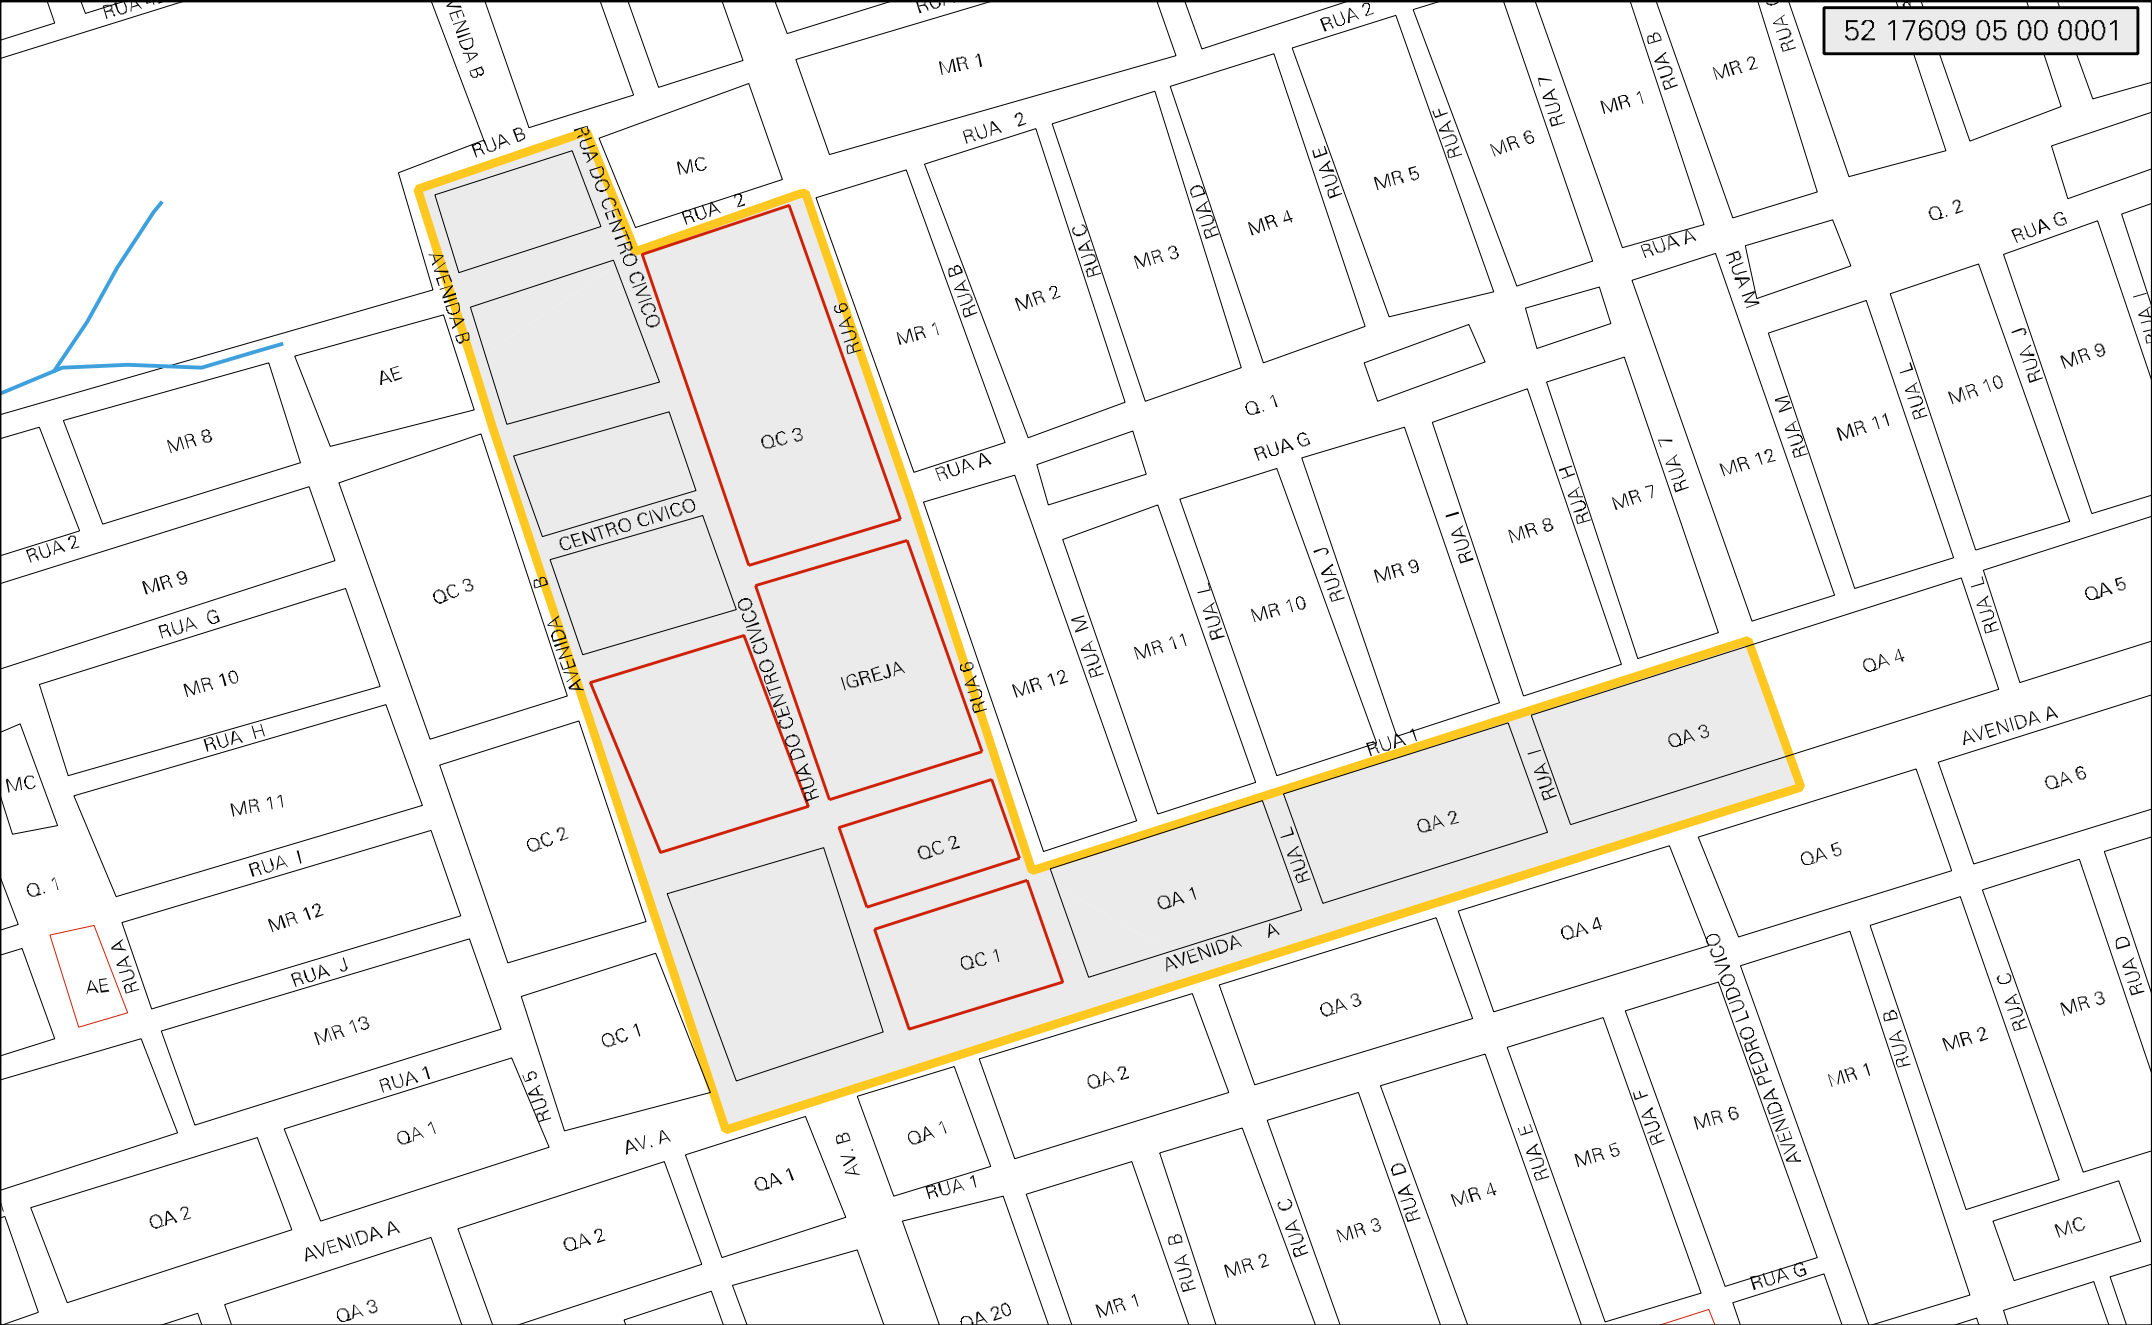 52 17609 05 00 0001
RUA 2
RUA B
RUA 7
AVENIDA B
MR 1
MR 1
MR 2
RUA B
RUA 2
MC
RUA 2
RUA DO CENTRO CIVICO
RUA F
MR 6
RUA E
MR 5
RUA D
MR 4
RUA C
MR 3
RUA B
MR 2
MR 1
Q. 2
RUA G
RUA A
RUA M
AVENIDA B
RUA 6
AE
MR 8
QC 3
Q. 1
RUA G
RUA A
RUA J
MR 9
RUA L
MR 10
RUA M
MR 11
RUA 7
MR 12
RUA H
MR 7
RUA I
MR 8
RUA J
MR 9
RUA L
MR 10
RUA M
MR 11
MR 12
CENTRO CIVICO
RUA 2
MR 9
QC 3
AVENIDA B
RUA G
MR 10
RUA H
MR 11
RUA I
MR 12
RUA J
MR 13
RUA 1
MC
Q. 1
AE
RUA A
QC 2
QC 1
RUA 5
RUA DO CENTRO CIVICO
IGREJA
RUA 6
QC 2
QC 1
RUA 1
QA 1
RUA L
QA 2
RUA I
QA 3
QA 4
RUA L
QA 5
AVENIDA A
AVENIDA A
QA 6
QA 5
QA 4
QA 3
QA 2
QA 1
AV. B
RUA 1
AV. A
QA 1
QA 1
QA 2
AVENIDA A
QA 2
QA 3
QA 20
MR 1
RUA B
MR 2
RUA C
MR 3
RUA D
MR 4
RUA E
MR 5
RUA F
MR 6
AVENIDA PEDRO LUDOVICO
MR 1
RUA B
MR 2
RUA C
MR 3
RUA D
MC
RUA G